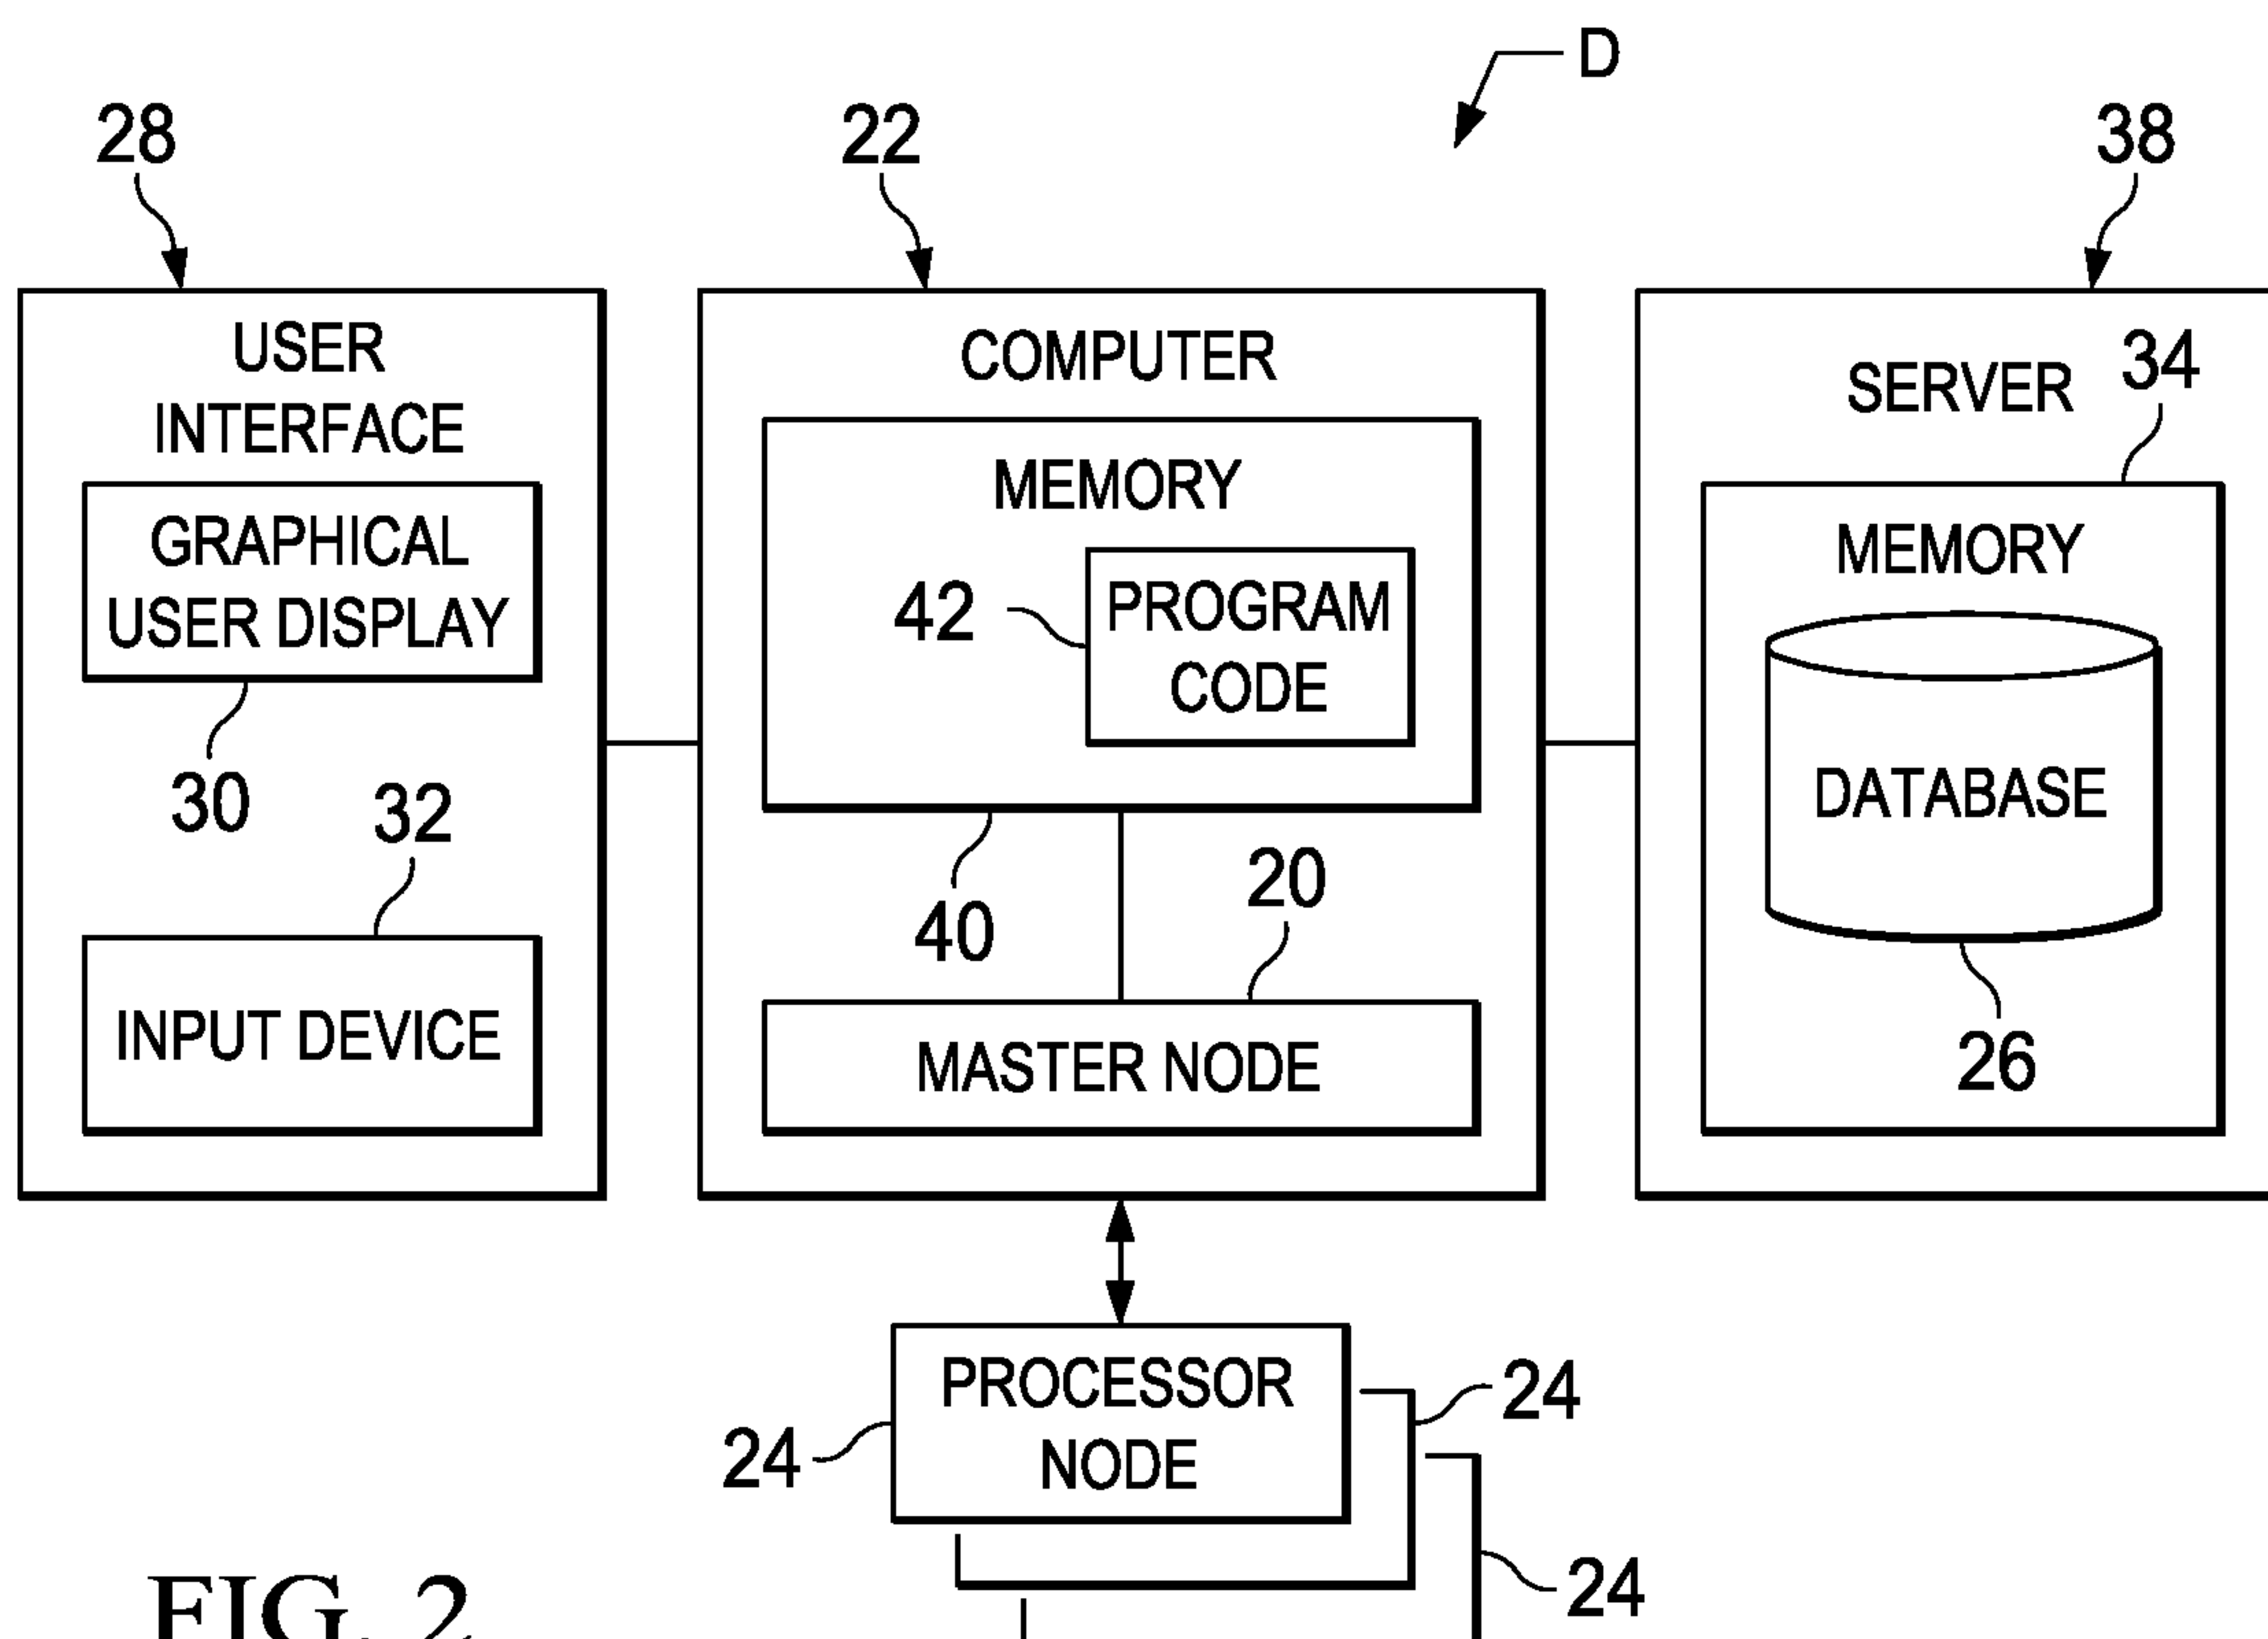 D
28
22
38
USER
INTERFACE
GRAPHICAL
USER DISPLAY
30
32
INPUT DEVICE
COMPUTER
MEMORY
42
PROGRAM
CODE
40
20
MASTER NODE
SERVER
34
MEMORY
DATABASE
26
PROCESSOR
NODE
24
24
24
FIG. 2